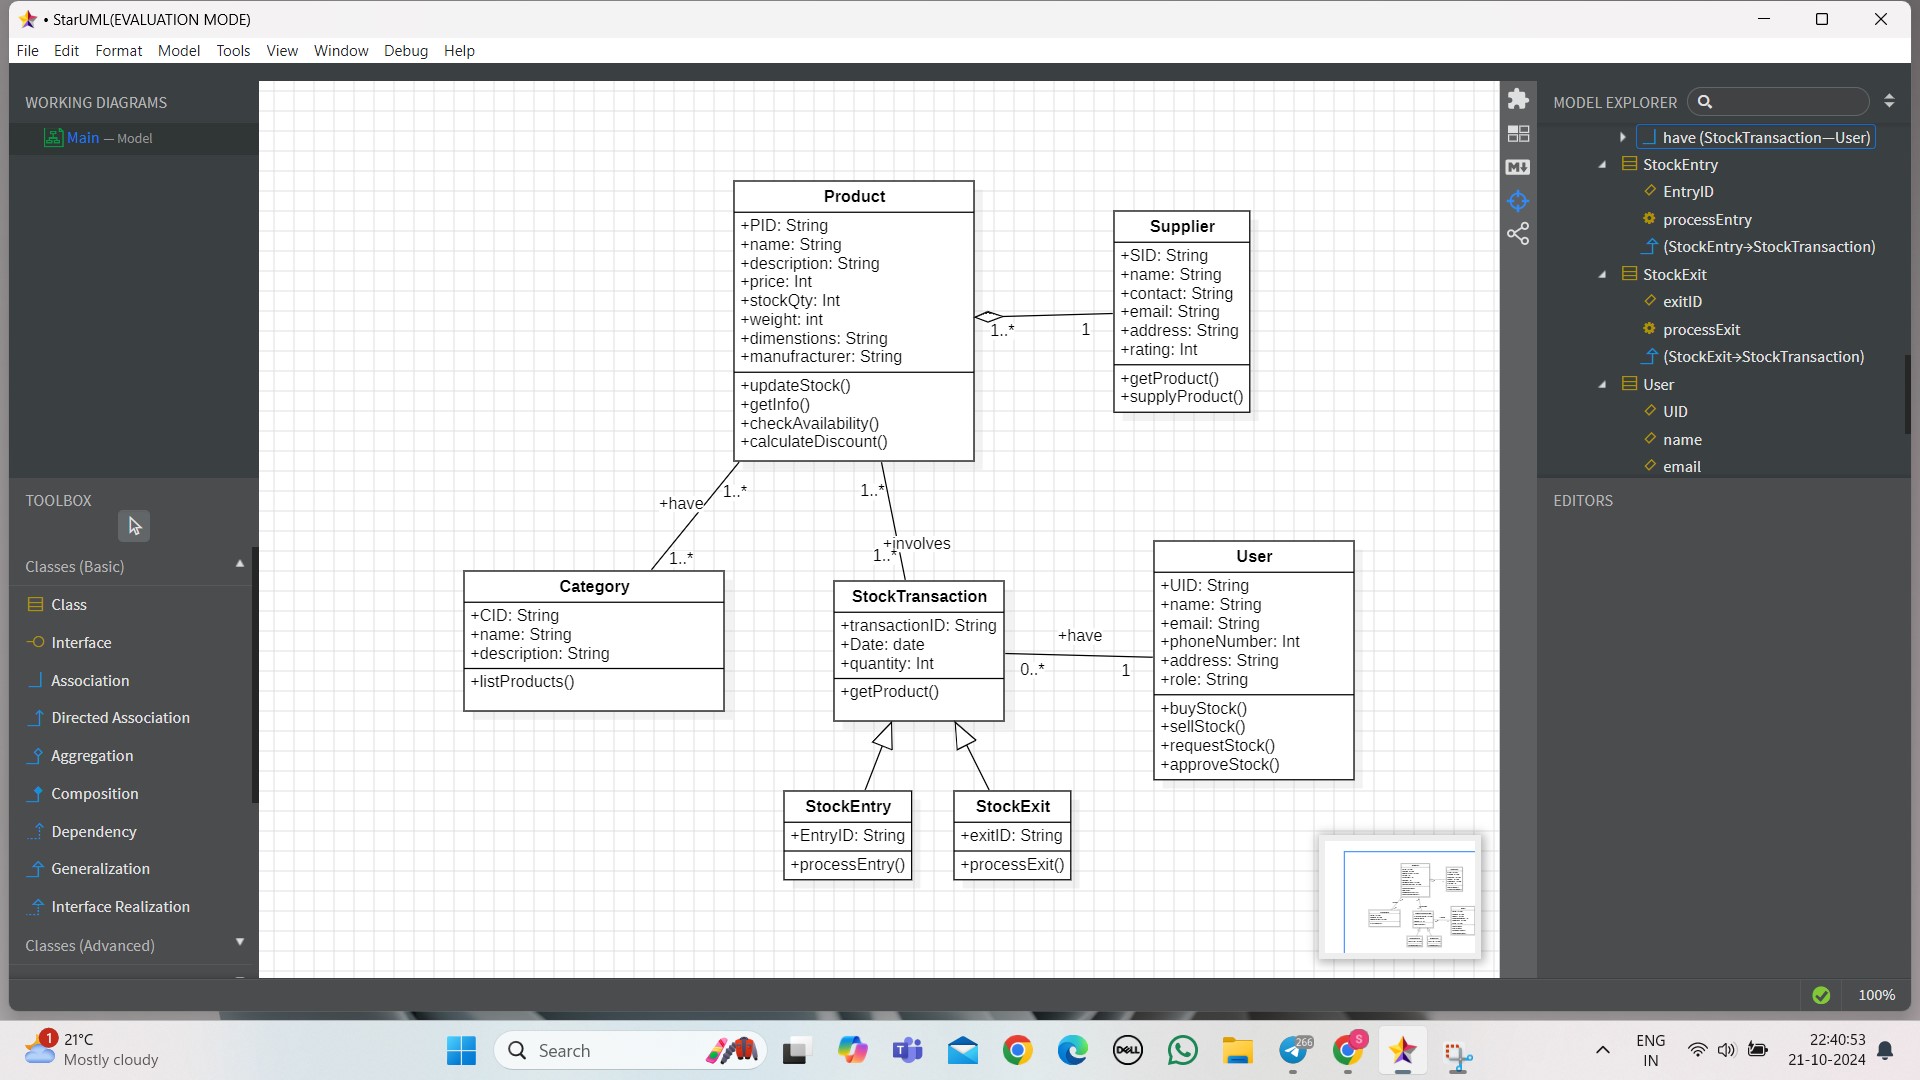 • StarUML(EVALUATION MODE)
File Edit Format Model Tools View Window Debug Help
WORKING DIAGRAMS
Main — Model
TOOLBOX
Classes (Basic)
Class
Interface
Association
Directed Association
Aggregation
Composition
Dependency
Generalization
Interface Realization
Classes (Advanced)
Product
+PID: String
+name: String
+description: String
+price: Int
+stockQty: Int
+weight: int
+dimenstions: String
+manufracturer: String
+updateStock()
+getInfo()
+checkAvailability()
+calculateDiscount()
1..*
1
Supplier
+SID: String
+name: String
+contact: String
+email: String
+address: String
+rating: Int
+getProduct()
+supplyProduct()
+have
1..*
1..*
1..*
+involves
1..*
Category
+CID: String
+name: String
+description: String
+listProducts()
StockTransaction
+transactionID: String
+Date: date
+quantity: Int
+getProduct()
+have
0..*
1
User
+UID: String
+name: String
+email: String
+phoneNumber: Int
+address: String
+role: String
+buyStock()
+sellStock()
+requestStock()
+approveStock()
StockEntry
+EntryID: String
+processEntry()
StockExit
+exitID: String
+processExit()
MODEL EXPLORER
have (StockTransaction—User)
StockEntry
EntryID
processEntry
(StockEntry→StockTransaction)
StockExit
exitID
processExit
(StockExit→StockTransaction)
User
UID
name
email
EDITORS
100%
1
21°C
Mostly cloudy
Search
DELL
266
S
ENG
IN
22:40:53
21-10-2024